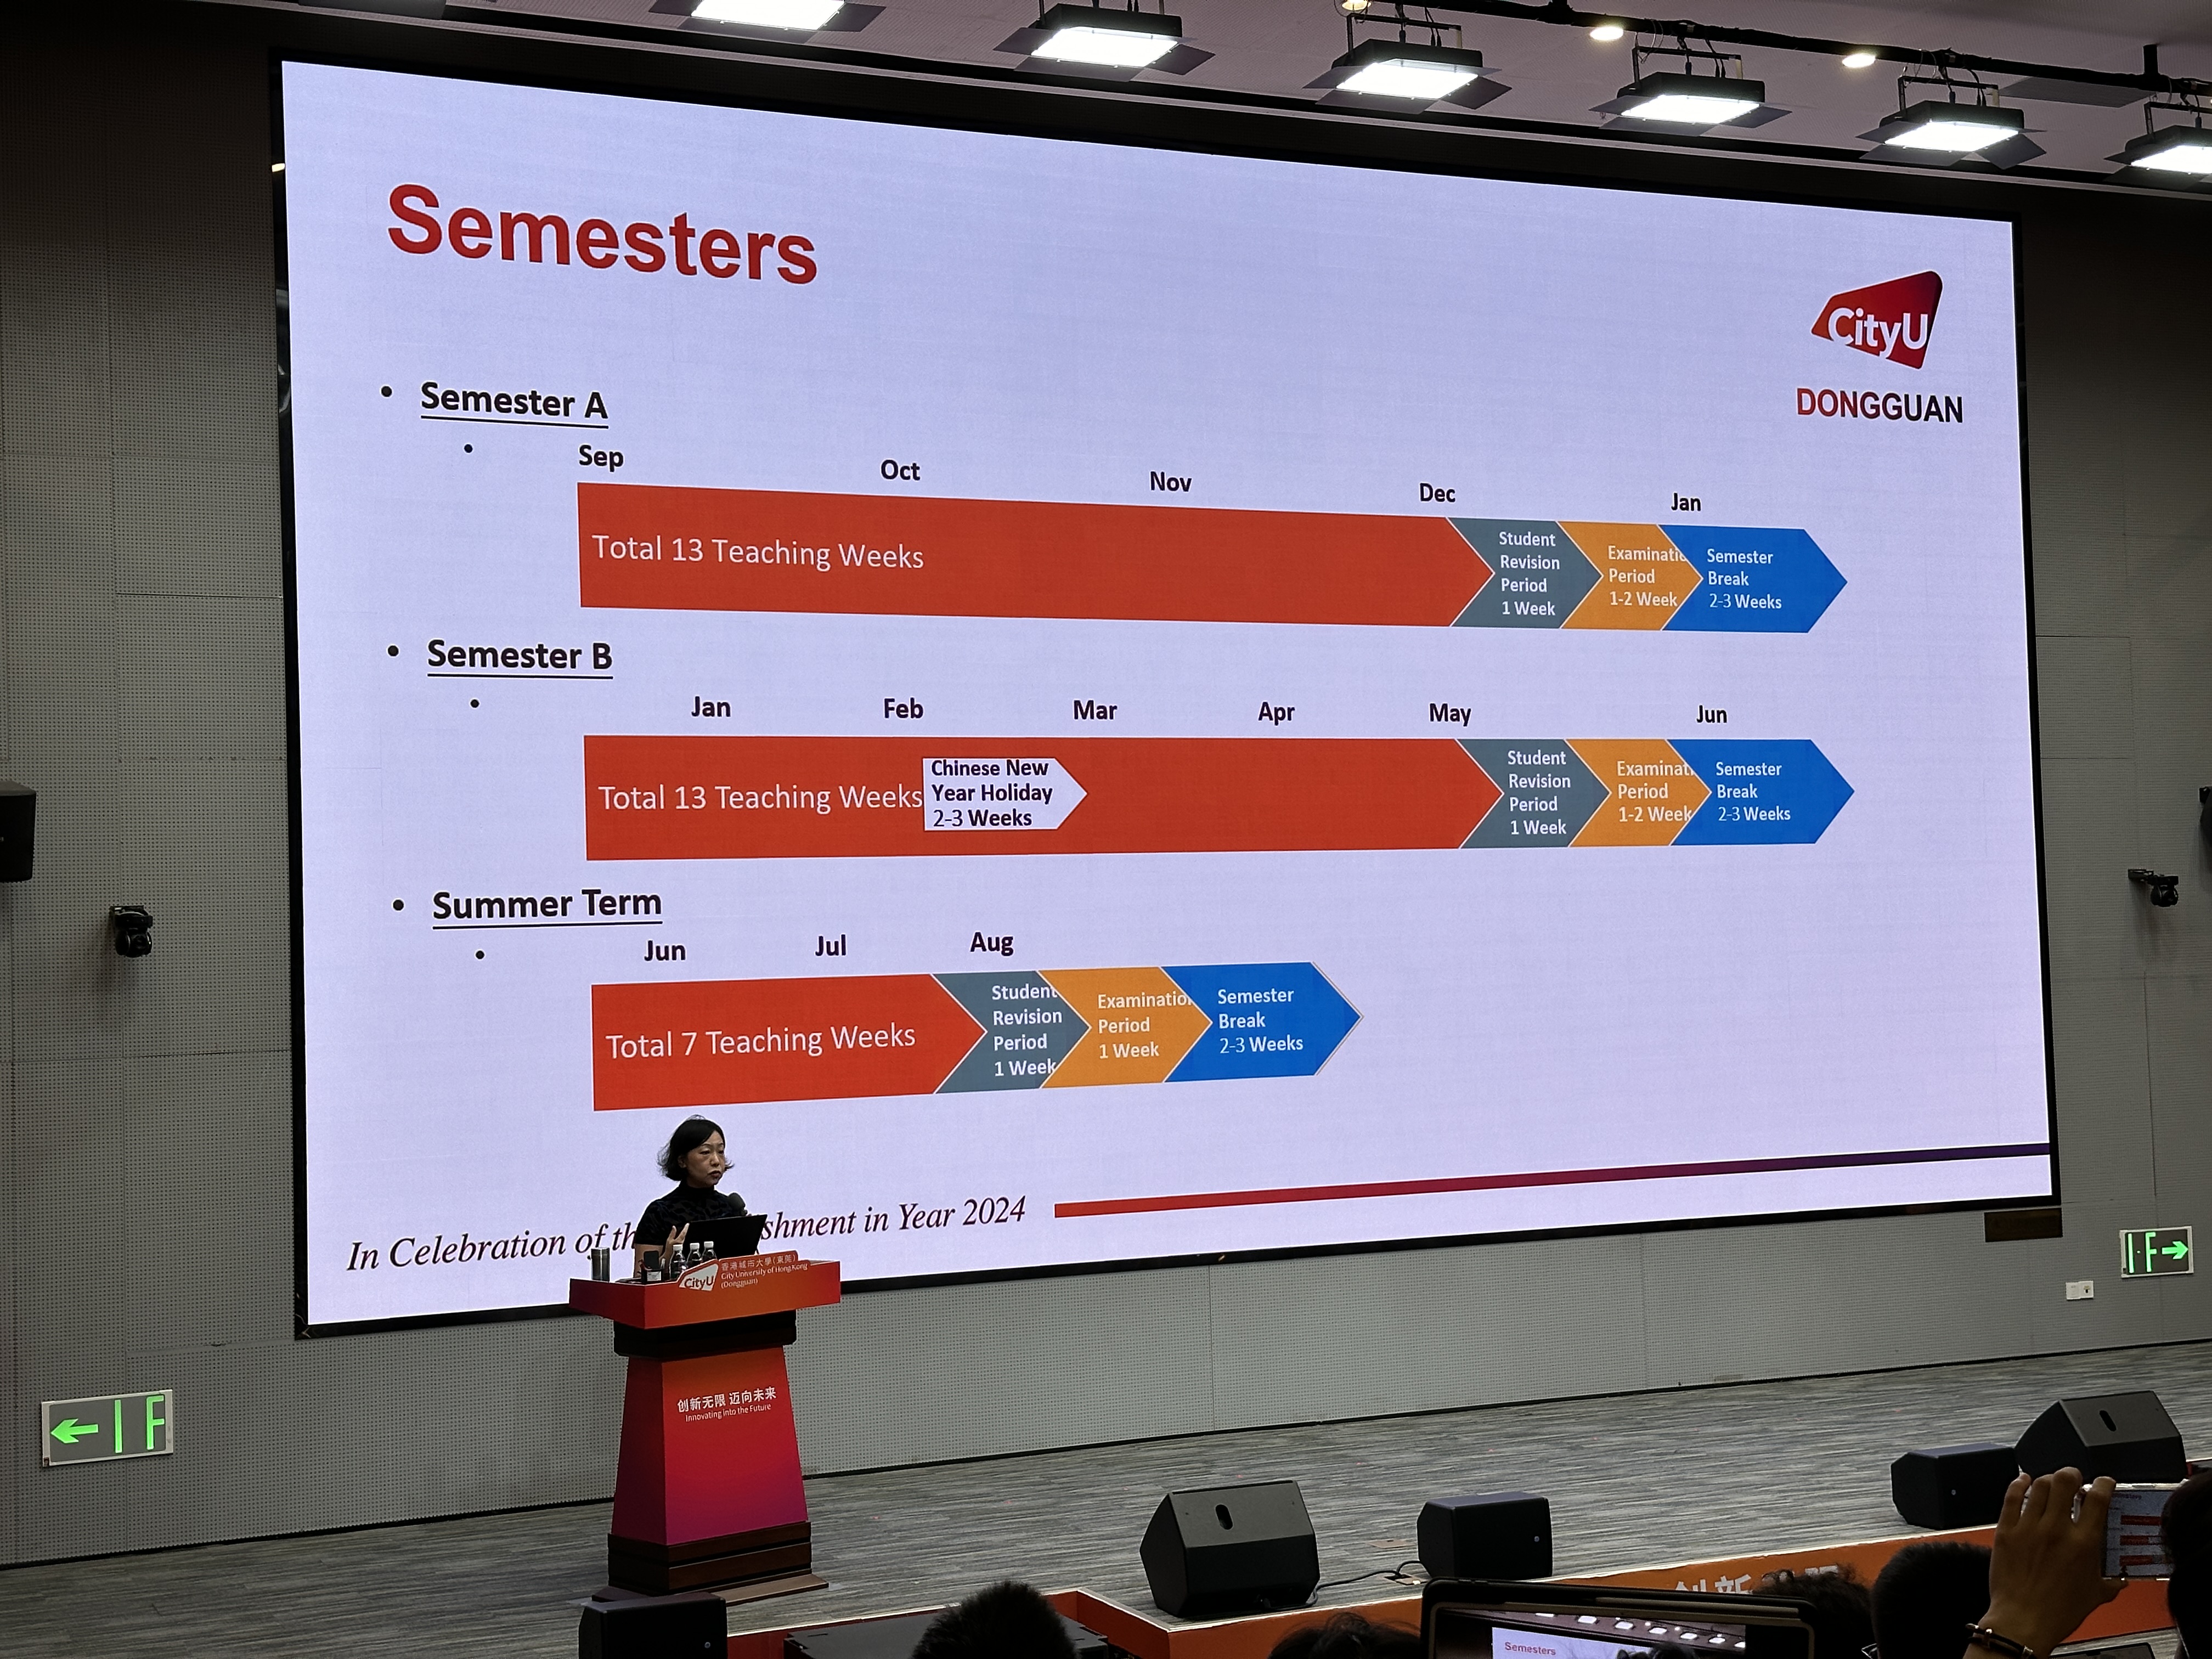 Semesters
CityU
DONGGUAN
• Semester A
•
Sep Oct Nov Dec Jan
Total 13 Teaching Weeks
Student
Revision
Period
1 Week
Examinatio
Period
1-2 Week
Semester
Break
2-3 Weeks
• Semester B
•
Jan Feb Mar Apr May Jun
Total 13 Teaching Weeks
Chinese New
Year Holiday
2-3 Weeks
Student
Revision
Period
1 Week
Examinati
Period
1-2 Week
Semester
Break
2-3 Weeks
• Summer Term
•
Jun Jul Aug
Total 7 Teaching Weeks
Student
Revision
Period
1 Week
Examination
Period
1 Week
Semester
Break
2-3 Weeks
In Celebration of th shment in Year 2024
CityU
香港城市大學(東莞)
City University of Hong Kong
(Dongguan)
创新无限 迈向未来
Innovating into the Future
1F
1F
Semesters